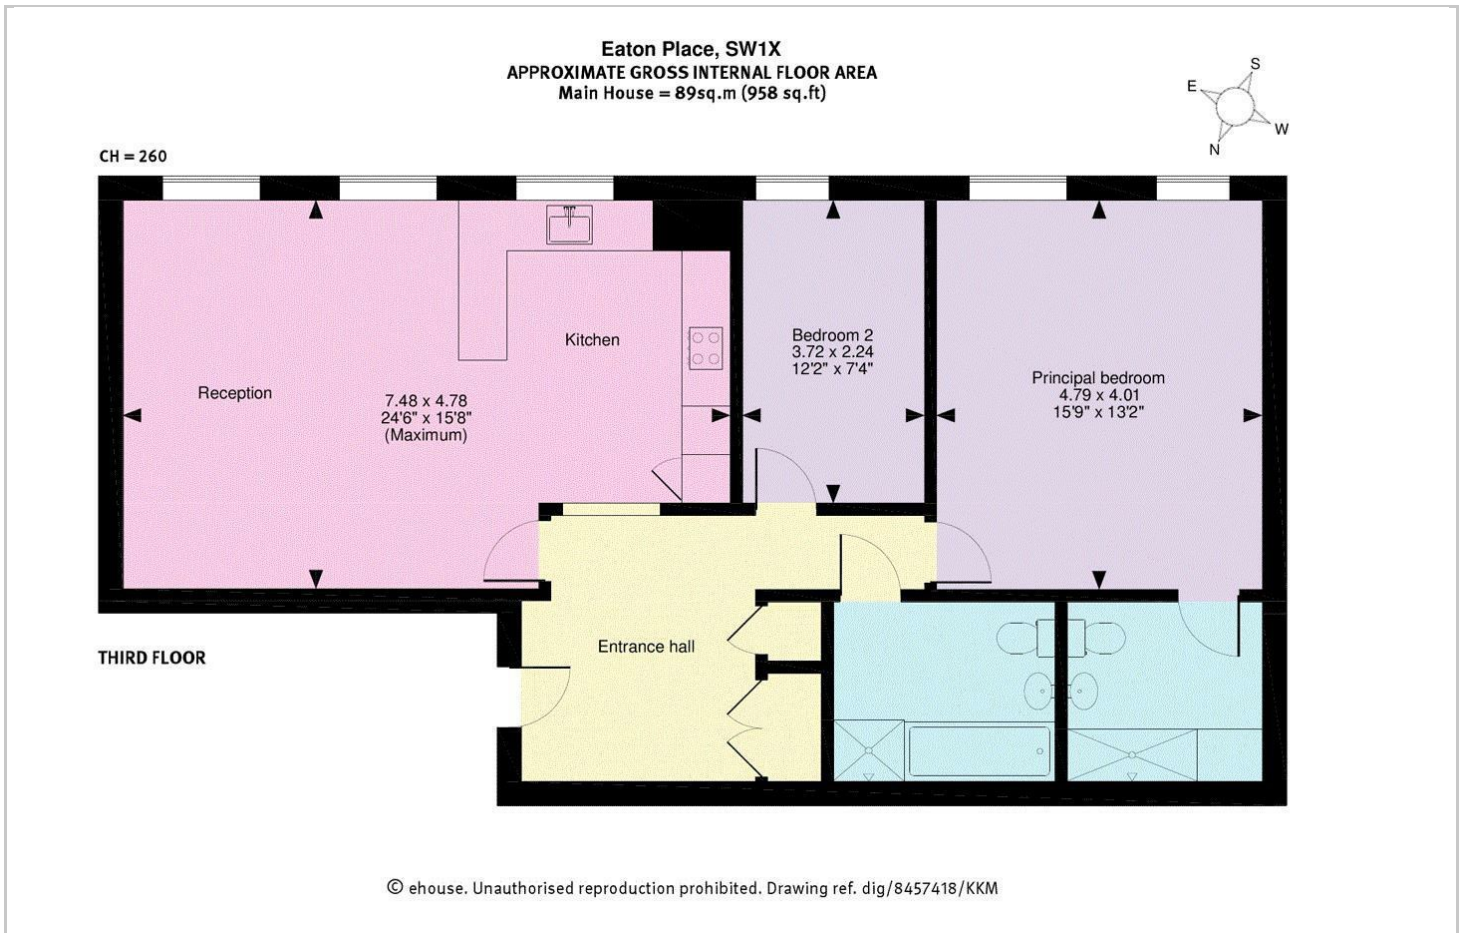 Eaton Place, SW1X
APPROXIMATE GROSS INTERNAL FLOOR AREA
Main House = 89sq.m (958 sq.ft)
S
E
W
N
CH = 260
Bedroom 2
3.72 x 2.24
12'2" x 7'4"
Kitchen
Principal bedroom
4.79 x 4.01
15'9" x 13'2"
Reception
7.48 x 4.78
24'6" x 15'8"
(Maximum)
Entrance hall
THIRD FLOOR
© ehouse. Unauthorised reproduction prohibited. Drawing ref. dig/8457418/KKM